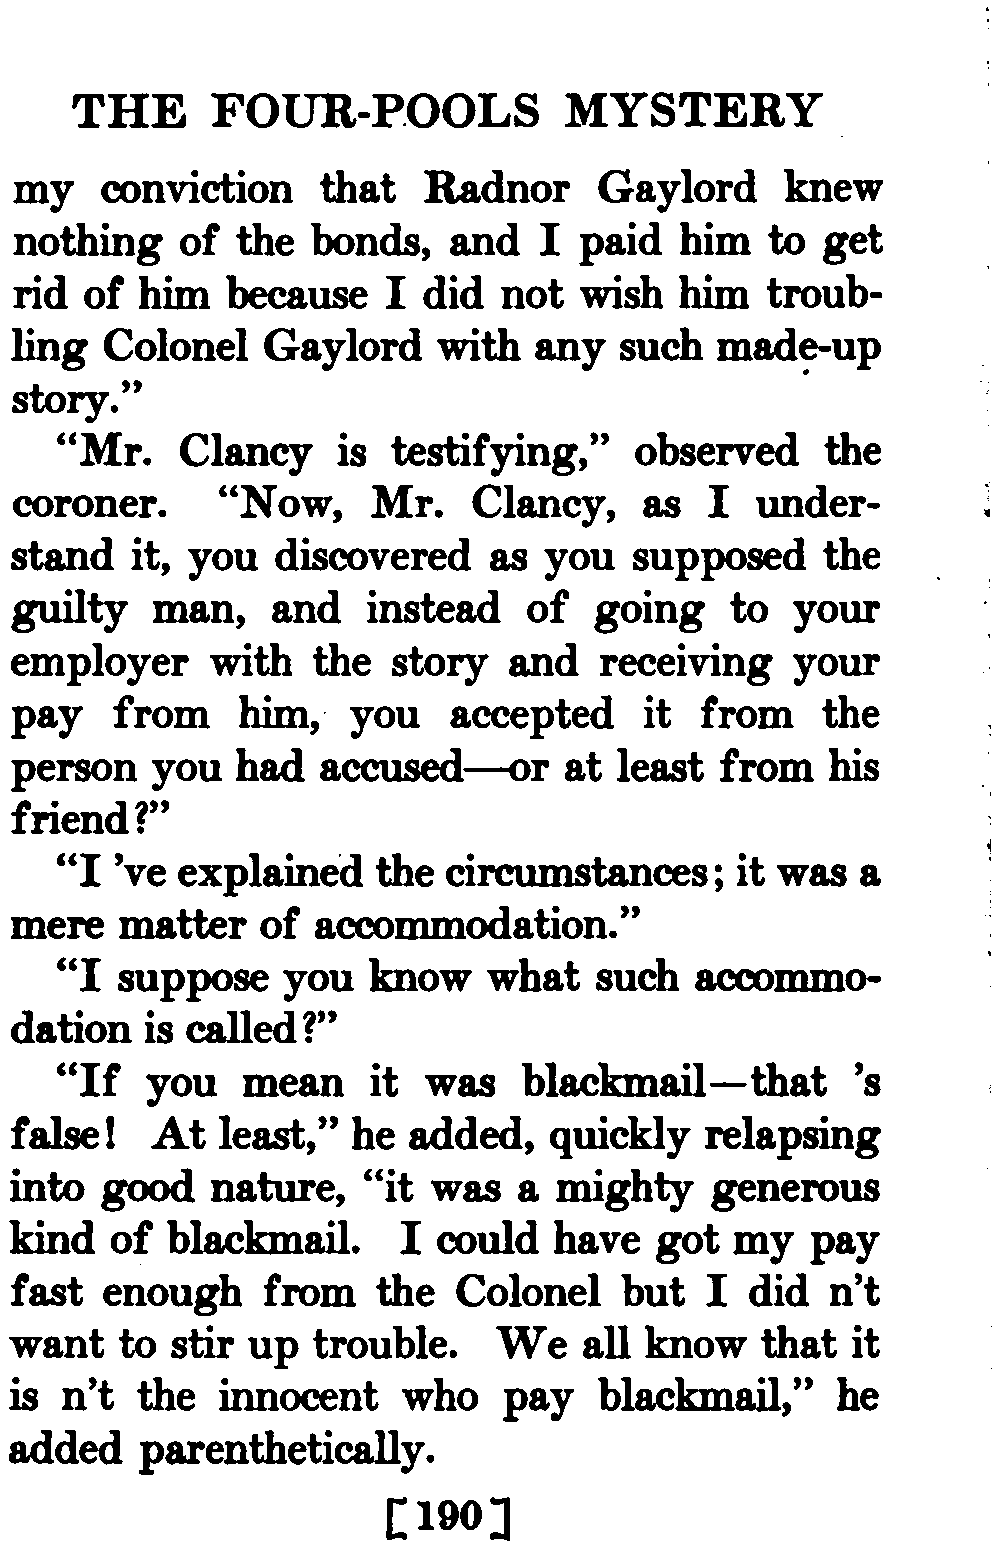 THE FOUR-POOLS MYSTERY
my conviction that Radnor Gaylord knew
nothing of the bonds, and I paid him to get
rid of him because I did not wish him troub-
ling Colonel Gaylord with any such made-up
story.”
“Mr. Clancy is testifying,” observed the
coroner. “Now, Mr. Clancy, as I under-
stand it, you discovered as you supposed the
guilty man, and instead of going to your
employer with the story and receiving your
pay from him, you accepted it from the
person you had accused—or at least from his
friend?”
“I ’ve explained the circumstances; it was a
mere matter of accommodation.”
“I suppose you know what such accommo-
dation is called?”
“If you mean it was blackmail—that ’s
false! At least,” he added, quickly relapsing
into good nature, “it was a mighty generous
kind of blackmail. I could have got my pay
fast enough from the Colonel but I did n’t
want to stir up trouble. We all know that it
is n’t the innocent who pay blackmail,” he
added parenthetically.
[190]